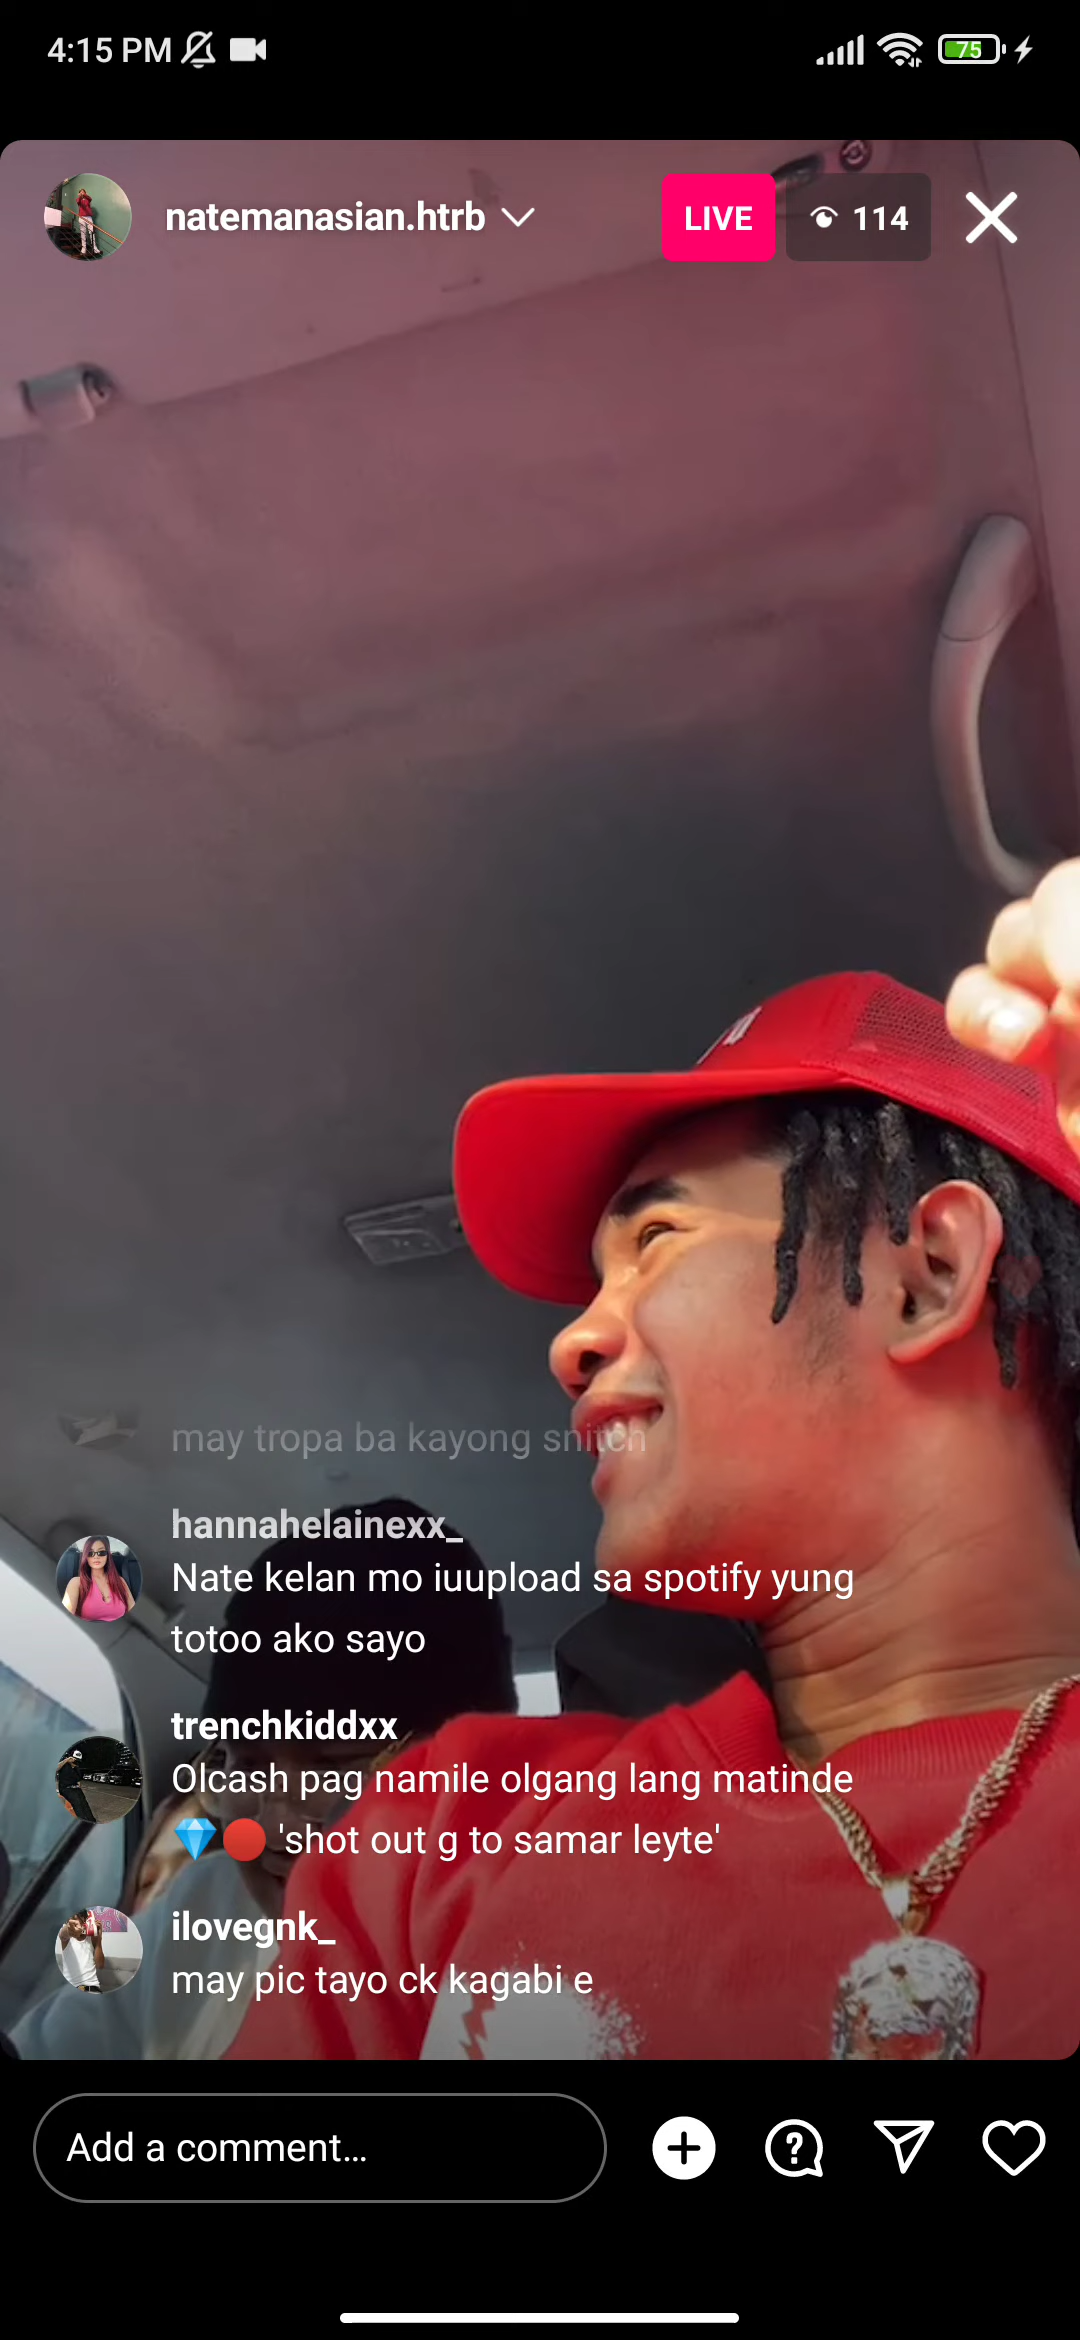 4:15 PM
75
natemanasian.htrb
LIVE
114
may tropa ba kayong snitch
hannahelainexx_
Nate kelan mo iuupload sa spotify yung
totoo ako sayo
trenchkiddxx
Olcash pag namile olgang lang matinde
💎🔴 'shot out g to samar leyte'
ilovegnk_
may pic tayo ck kagabi e
Add a comment...